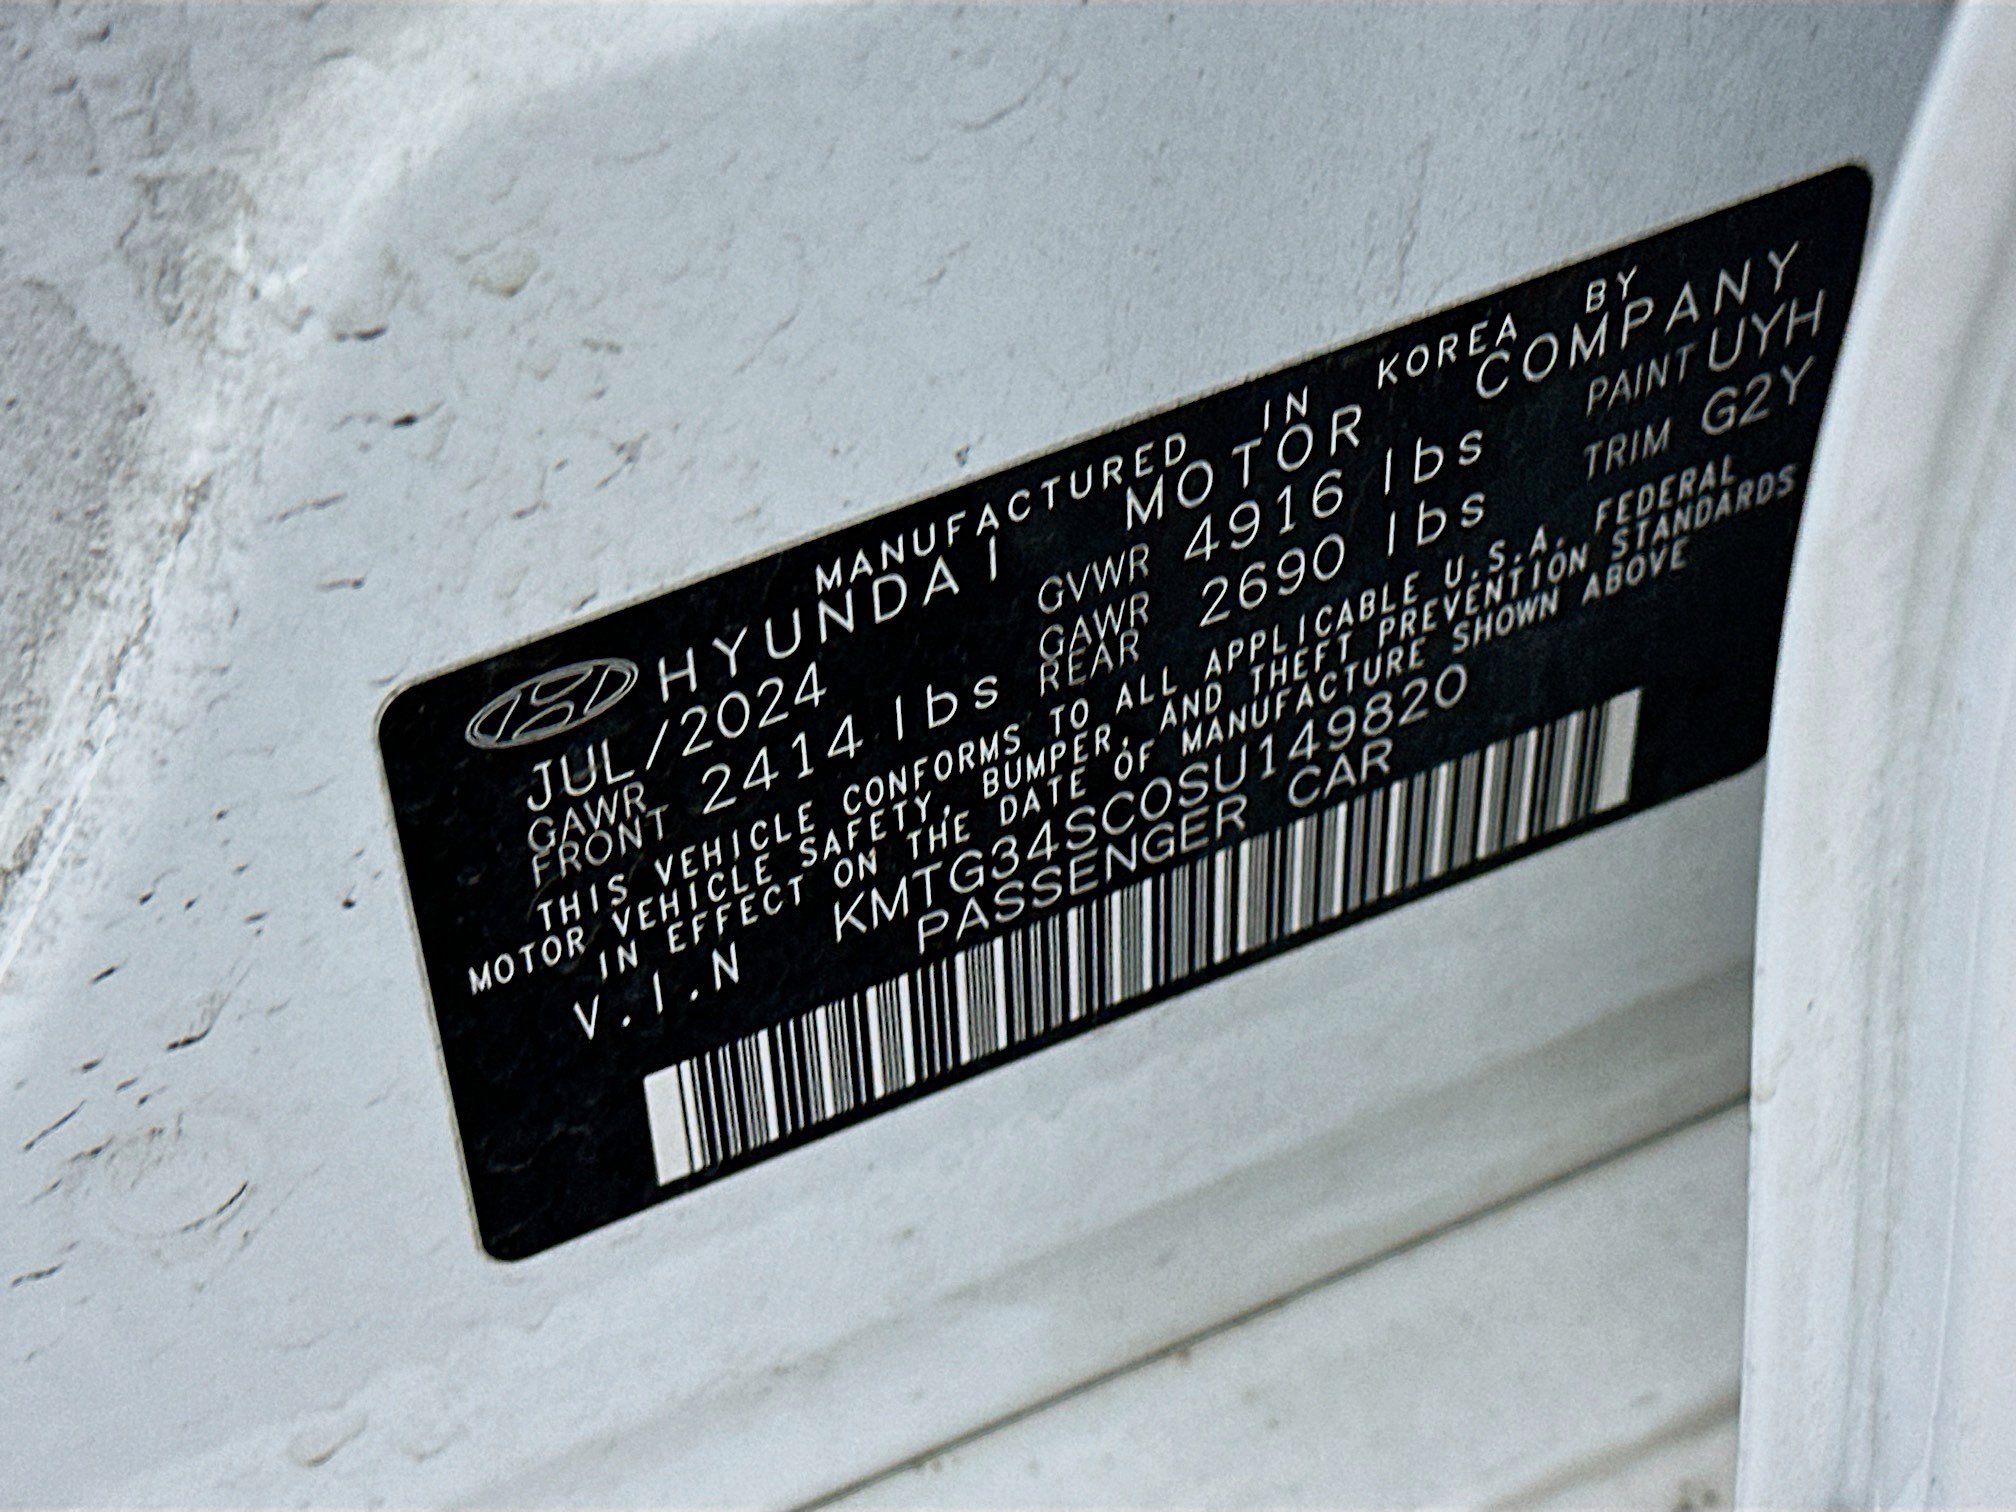 MANUFACTURED IN KOREA BY
HYUNDAI MOTOR COMPANY
JUL/2024 GVWR 4916 lbs PAINT UYH
GAWR FRONT 2414 lbs GAWR REAR 2690 lbs TRIM G2Y
THIS VEHICLE CONFORMS TO ALL APPLICABLE U.S.A. FEDERAL
MOTOR VEHICLE SAFETY, BUMPER, AND THEFT PREVENTION STANDARDS
IN EFFECT ON THE DATE OF MANUFACTURE SHOWN ABOVE
V.I.N KMTG34SC0SU149820
PASSENGER CAR